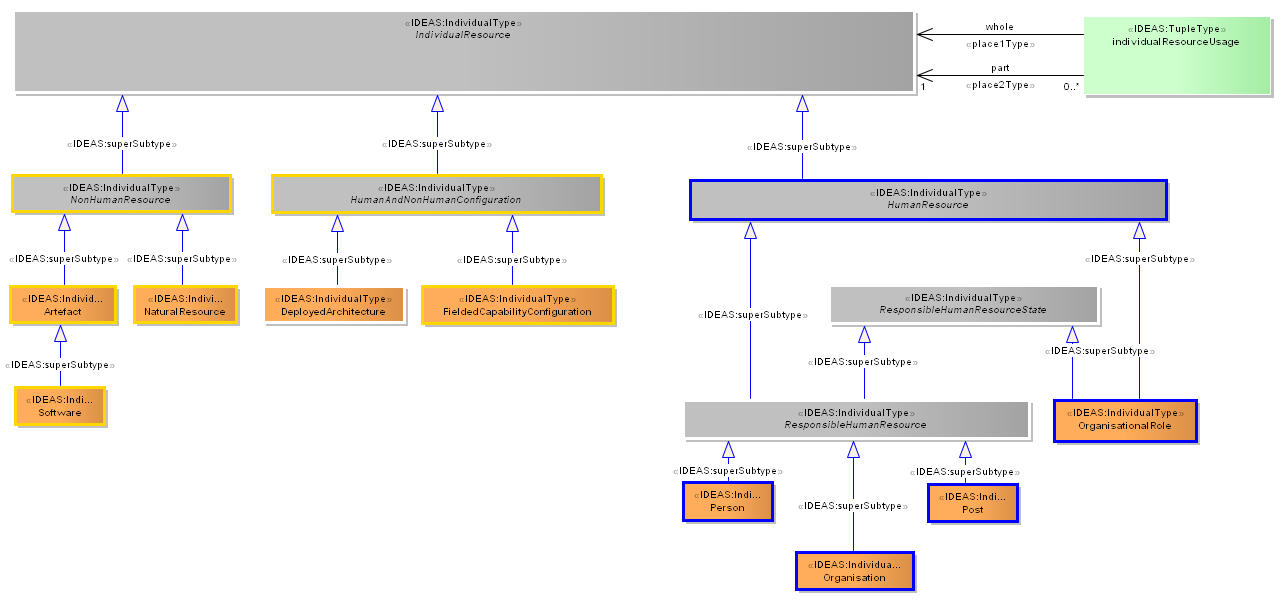 «IDEAS:IndividualType»
IndividualResource
whole
«place1Type»
part
«place2Type»
1
0..*
«IDEAS:TupleType»
individualResourceUsage
«IDEAS:superSubtype»
«IDEAS:superSubtype»
«IDEAS:superSubtype»
«IDEAS:IndividualType»
NonHumanResource
«IDEAS:IndividualType»
HumanAndNonHumanConfiguration
«IDEAS:IndividualType»
HumanResource
«IDEAS:superSubtype»
«IDEAS:superSubtype»
«IDEAS:superSubtype»
«IDEAS:superSubtype»
«IDEAS:superSubtype»
«IDEAS:Individ...
Artefact
«IDEAS:Indivi...
NaturalResource
«IDEAS:IndividualType»
DeployedArchitecture
«IDEAS:IndividualType»
FieldedCapabilityConfiguration
«IDEAS:IndividualType»
ResponsibleHumanResourceState
«IDEAS:superSubtype»
«IDEAS:superSubtype»
«IDEAS:superSubtype»
«IDEAS:superSubtype»
«IDEAS:Indi...
Software
«IDEAS:IndividualType»
ResponsibleHumanResource
«IDEAS:IndividualType»
OrganisationalRole
«IDEAS:superSubtype»
«IDEAS:superSubtype»
«IDEAS:superSubtype»
«IDEAS:Indi...
Person
«IDEAS:Indi...
Post
«IDEAS:Individua...
Organisation